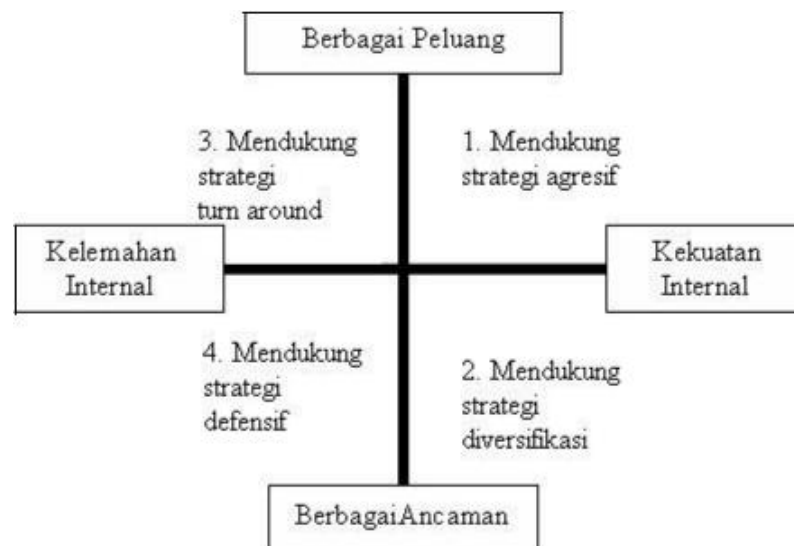 Berbagai Peluang
3. Mendukung
strategi
turn around
1. Mendukung
strategi agresif
Kelemahan
Internal
Kekuatan
Internal
4. Mendukung
strategi
defensif
2. Mendukung
strategi
diversifikasi
BerbagaiAncaman